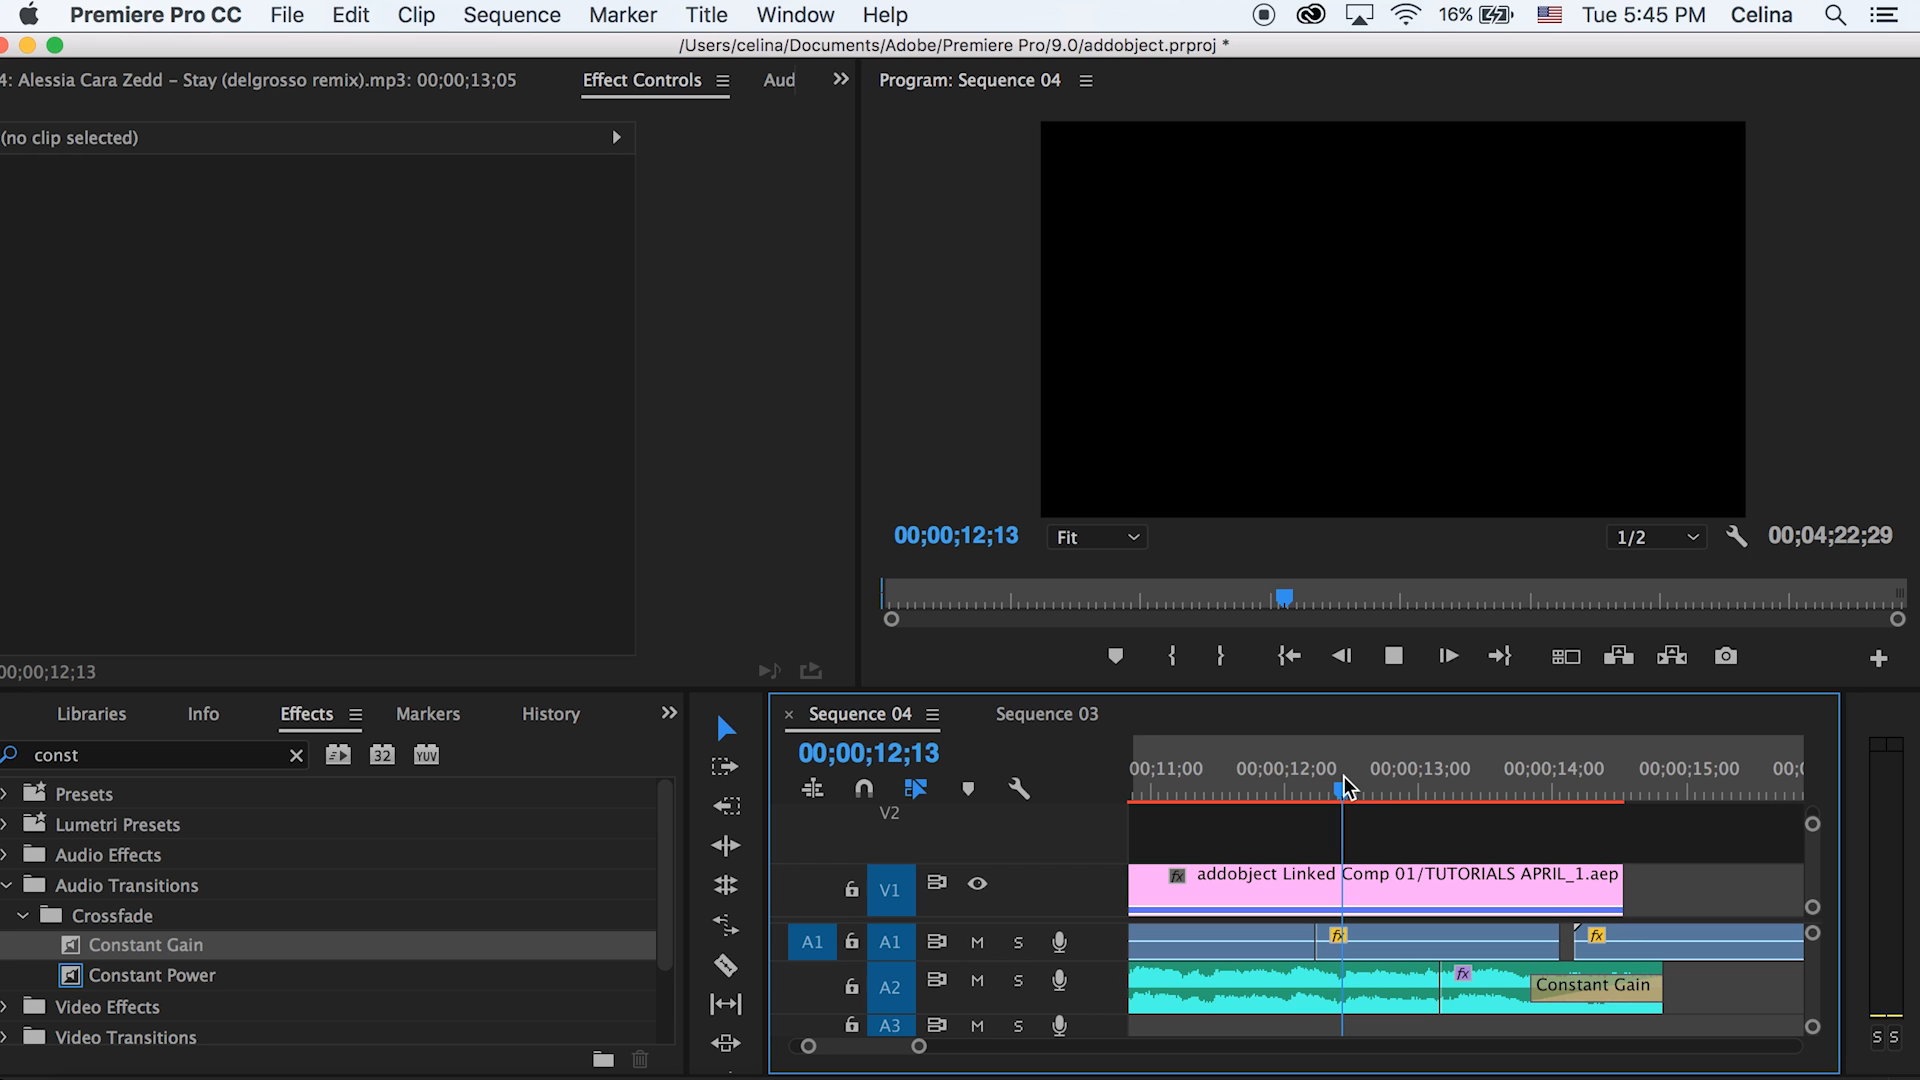 Premiere Pro CC File Edit Clip Sequence Marker Title Window Help 16% Tue 5:45 PM Celina
/Users/celina/Documents/Adobe/Premiere Pro/9.0/addobject.prproj *
4: Alessia Cara Zedd - Stay (delgrosso remix).mp3: 00;00;13;05
Effect Controls
Aud
Program: Sequence 04
(no clip selected)
00;00;12;13
Fit
1/2
00;04;22;29
00;00;12;13
Libraries Info Effects Markers History
const
32
YUV
Presets
Lumetri Presets
Audio Effects
Audio Transitions
Crossfade
Constant Gain
Constant Power
Video Effects
Video Transitions
Sequence 04
Sequence 03
00;00;12;13
00;11;00 00;00;12;00 00;00;13;00 00;00;14;00 00;00;15;00
V2
V1
fx addobject Linked Comp 01/TUTORIALS APRIL_1.aep
A1 A1 M S
fx fx
A2 M S
fx
Constant Gain
A3 M S
S S